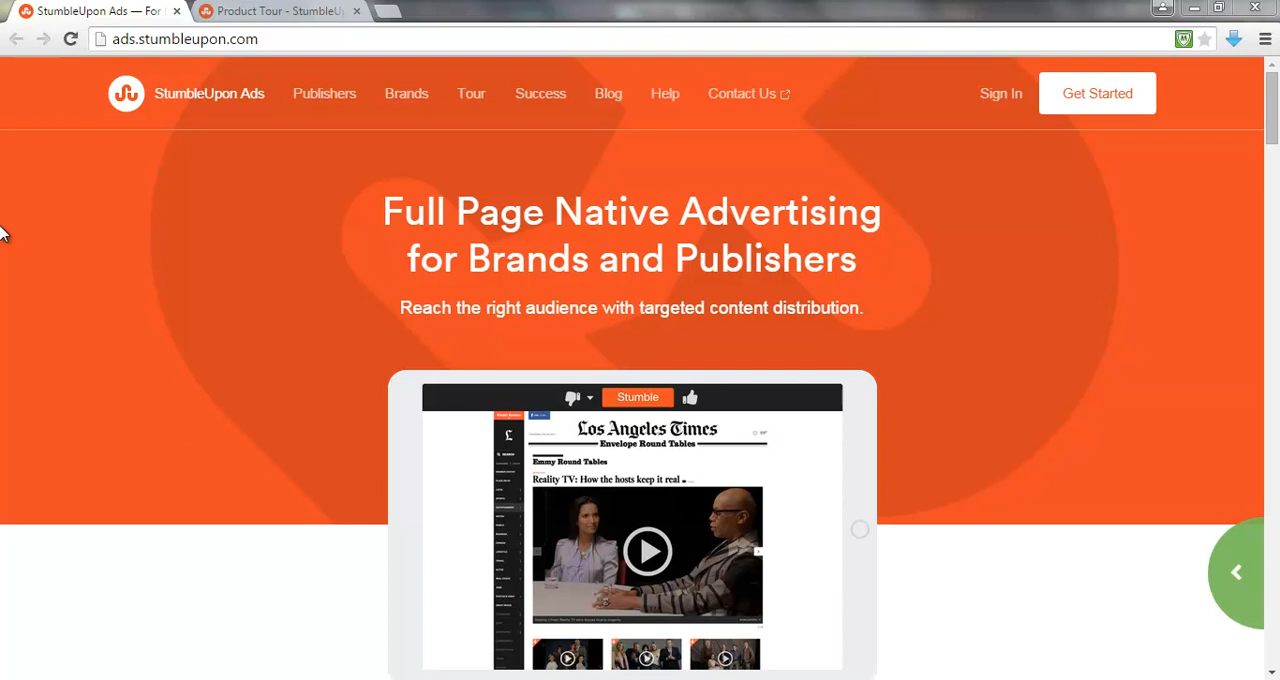 StumbleUpon Ads — For
Product Tour - StumbleU
ads.stumbleupon.com
StumbleUpon Ads Publishers Brands Tour Success Blog Help Contact Us Sign In Get Started
Full Page Native Advertising
for Brands and Publishers
Reach the right audience with targeted content distribution.
Stumble
Los Angeles Times
Envelope Round Tables
Emmy Round Tables
Reality TV: How the hosts keep it real